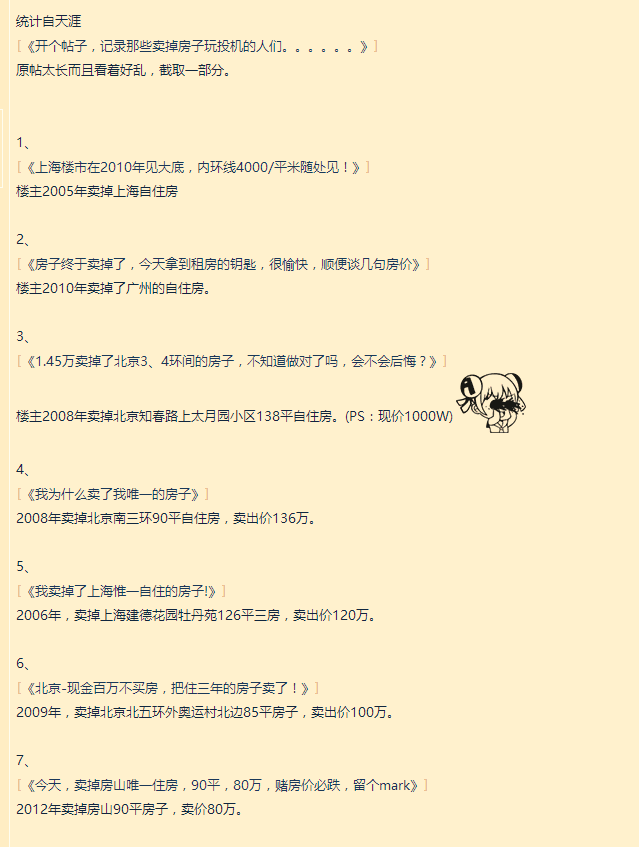 统计自天涯
[《开个帖子，记录那些卖掉房子玩投机的人们。。。。。。》]
原帖太长而且看着好乱，截取一部分。
1、
[《上海楼市在2010年见大底，内环线4000/平米随处见！》]
楼主2005年卖掉上海自住房
2、
[《房子终于卖掉了，今天拿到租房的钥匙，很愉快，顺便谈几句房价》]
楼主2010年卖掉了广州的自住房。
3、
[《1.45万卖掉了北京3、4环间的房子，不知道做对了吗，会不会后悔？》]
楼主2008年卖掉北京知春路上太月园小区138平自住房。(PS：现价1000W)
4、
[《我为什么卖了我唯一的房子》]
2008年卖掉北京南三环90平自住房，卖出价136万。
5、
[《我卖掉了上海惟一自住的房子!》]
2006年，卖掉上海建德花园牡丹苑126平三房，卖出价120万。
6、
[《北京-现金百万不买房，把住三年的房子卖了！》]
2009年，卖掉北京北五环外奥运村北边85平房子，卖出价100万。
7、
[《今天，卖掉房山唯一住房，90平，80万，赌房价必跌，留个mark》]
2012年卖掉房山90平房子，卖价80万。